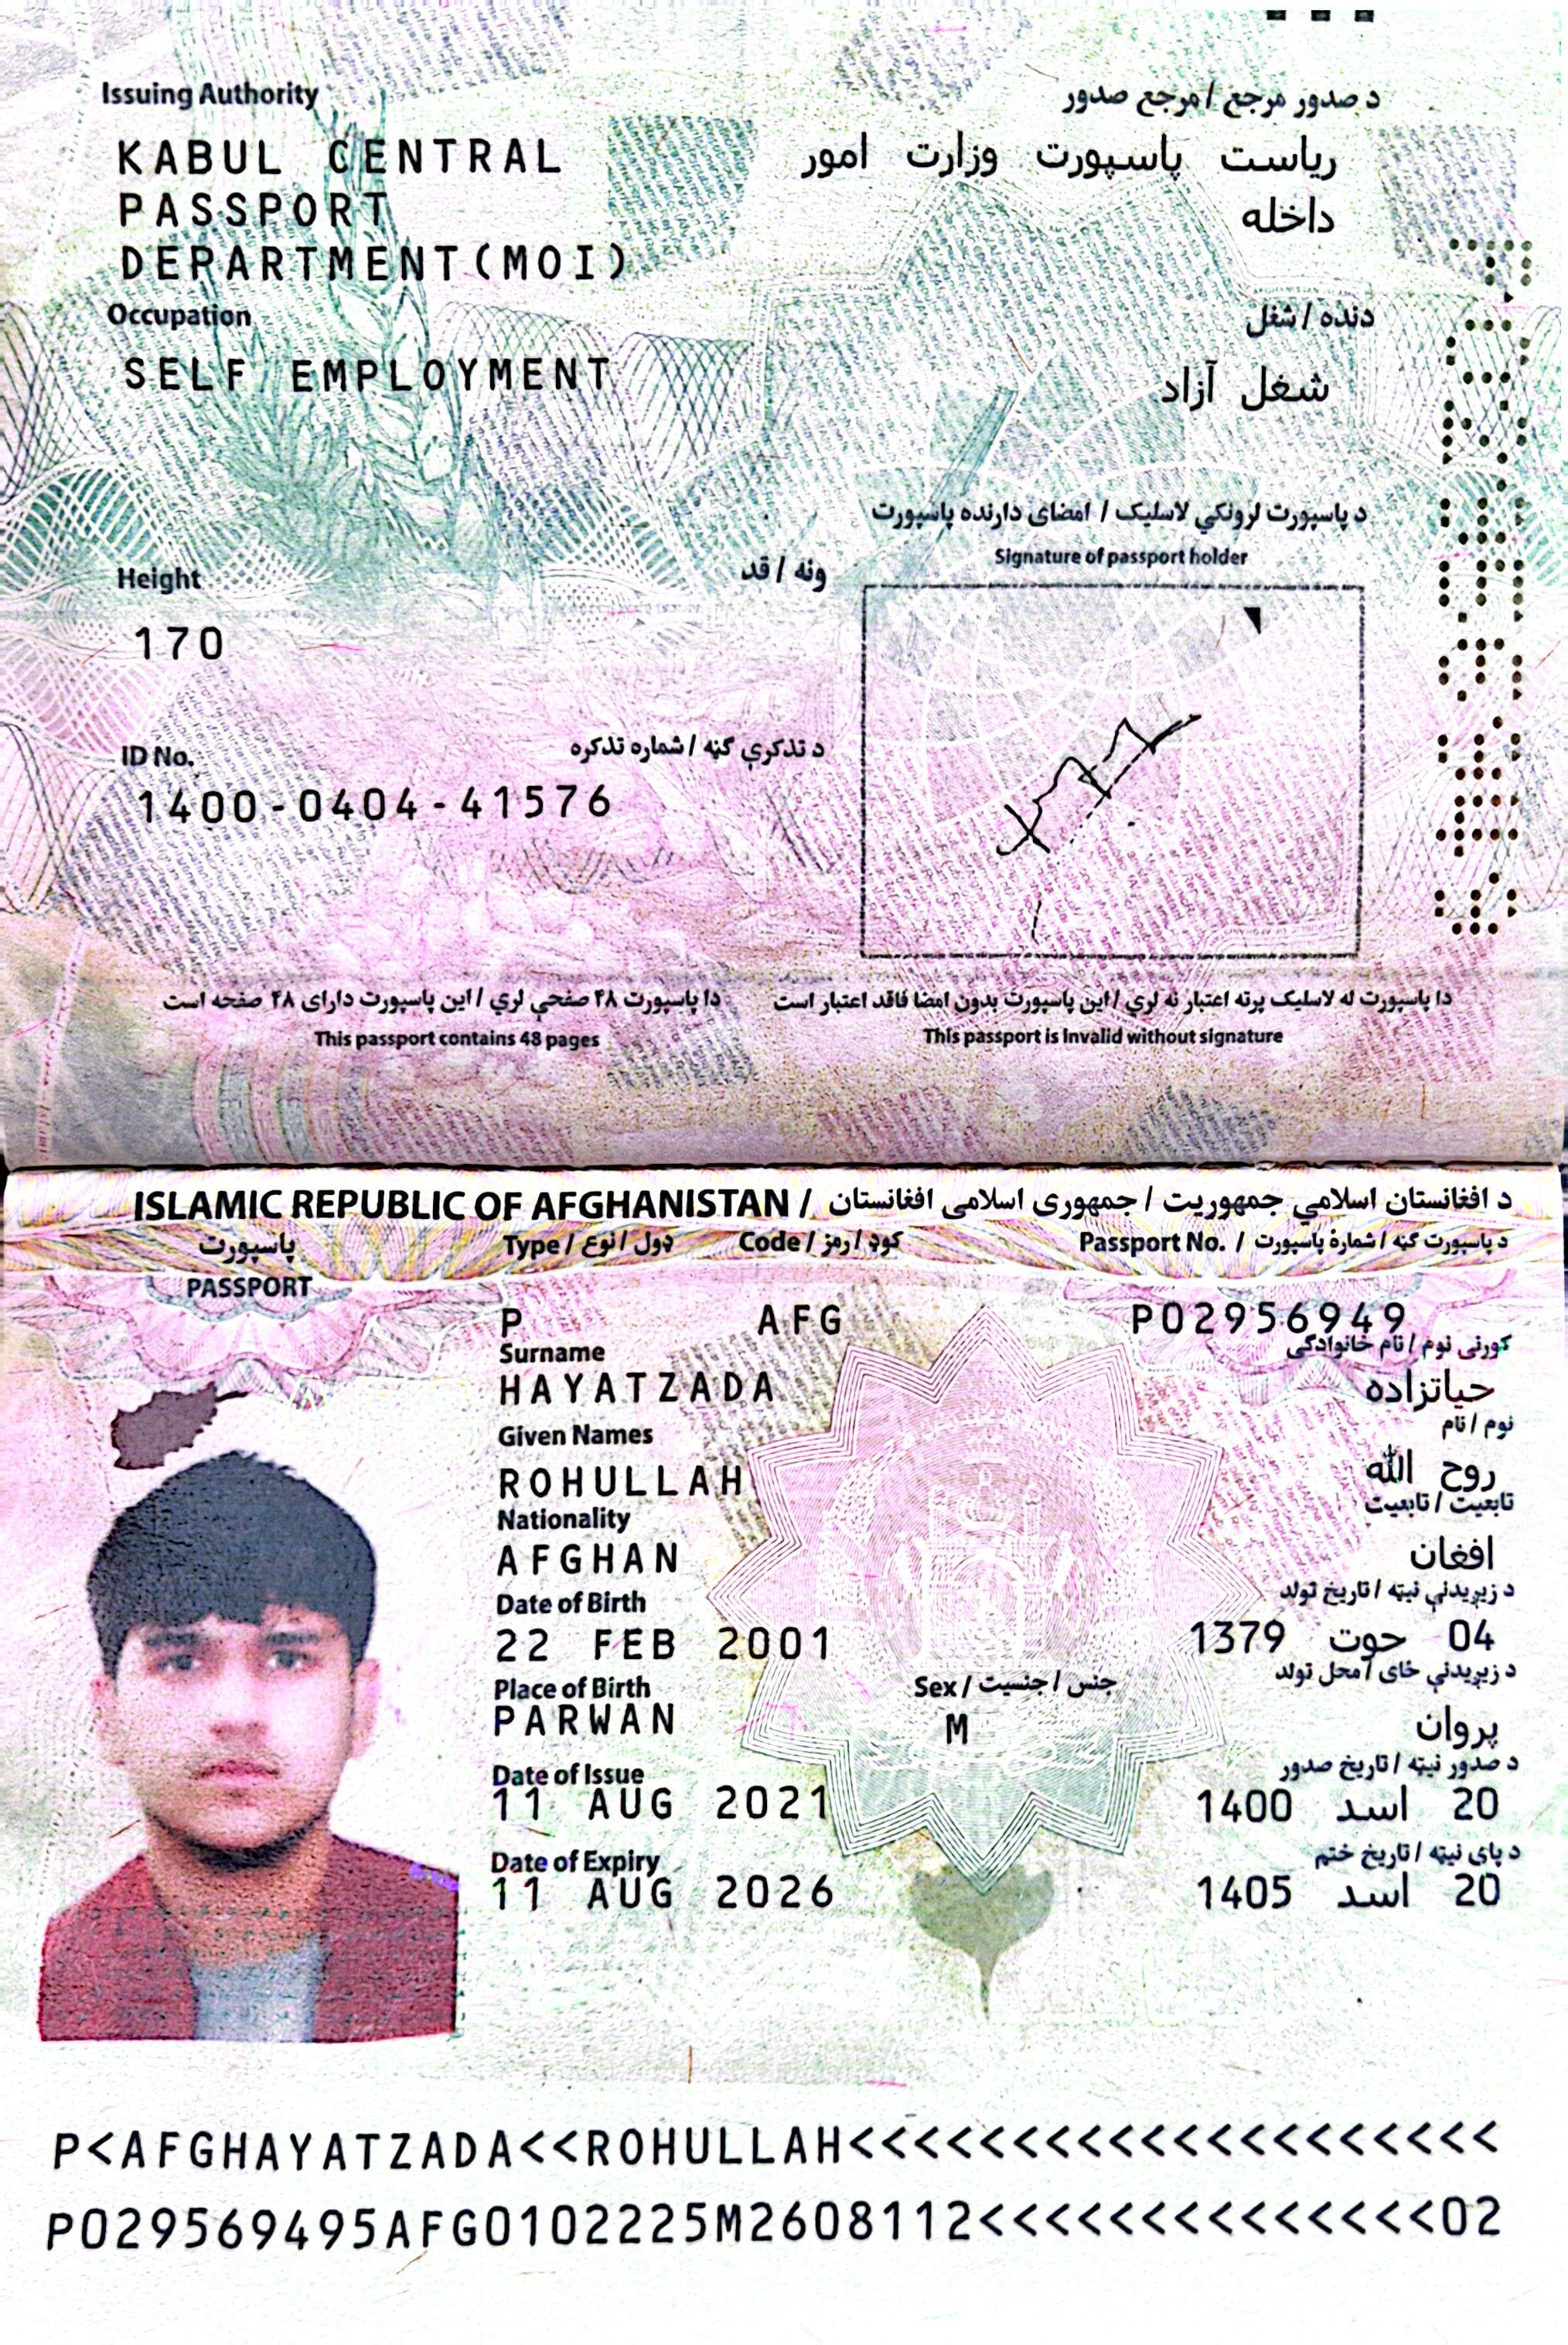 Issuing Authority
د صدور مرجع / مرجع صدور
KABUL CENTRAL
PASSPORT
DEPARTMENT(MOI)
ریاست پاسپورت وزارت امور
داخله
Occupation
دنده / شغل
SELF EMPLOYMENT
شغل آزاد
د پاسپورت لرونکي لاسلیک / امضای دارنده پاسپورت
Signature of passport holder
Height
ونه / قد
170
ID No.
د تذکرې ګڼه / شماره تذکره
1400-0404-41576
دا پاسپورت ۴۸ صفحې لري / این پاسپورت دارای ۴۸ صفحه است
This passport contains 48 pages
دا پاسپورت له لاسلیک پرته اعتبار نه لري / این پاسپورت بدون امضا فاقد اعتبار است
This passport is invalid without signature
ISLAMIC REPUBLIC OF AFGHANISTAN / د افغانستان اسلامي جمهوریت / جمهوری اسلامی افغانستان
پاسپورت
PASSPORT
Type / ډول / نوع
Code / کوډ / رمز
Passport No. / د پاسپورت ګڼه / شمارۀ پاسپورت
P AFG P02956949
Surname
کورنی نوم / نام خانوادگی
HAYATZADA
حیاتزاده
Given Names
نوم / نام
ROHULLAH
روح الله
Nationality
تابعیت / تابعیت
AFGHAN
افغان
Date of Birth
د زیږیدنې نیټه / تاریخ تولد
22 FEB 2001
04 حوت 1379
Place of Birth
Sex / جنس / جنسیت
د زیږیدنې ځای / محل تولد
PARWAN
M
پروان
Date of Issue
د صدور نیټه / تاریخ صدور
11 AUG 2021
20 اسد 1400
Date of Expiry
د پای نیټه / تاریخ ختم
11 AUG 2026
20 اسد 1405
P<AFGHAYATZADA<<ROHULLAH<<<<<<<<<<<<<<<<<<<<
P029569495AFG0102225M2608112<<<<<<<<<<<<<<02